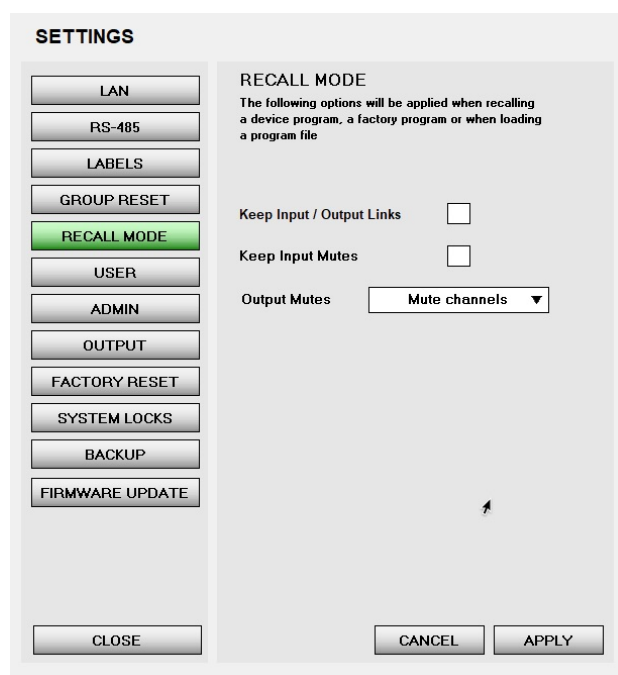 SETTINGS
LAN
RS-485
LABELS
GROUP RESET
RECALL MODE
USER
ADMIN
OUTPUT
FACTORY RESET
SYSTEM LOCKS
BACKUP
FIRMWARE UPDATE
CLOSE
RECALL MODE
The following options will be applied when recalling
a device program, a factory program or when loading
a program file
Keep Input / Output Links
Keep Input Mutes
Output Mutes Mute channels
CANCEL APPLY